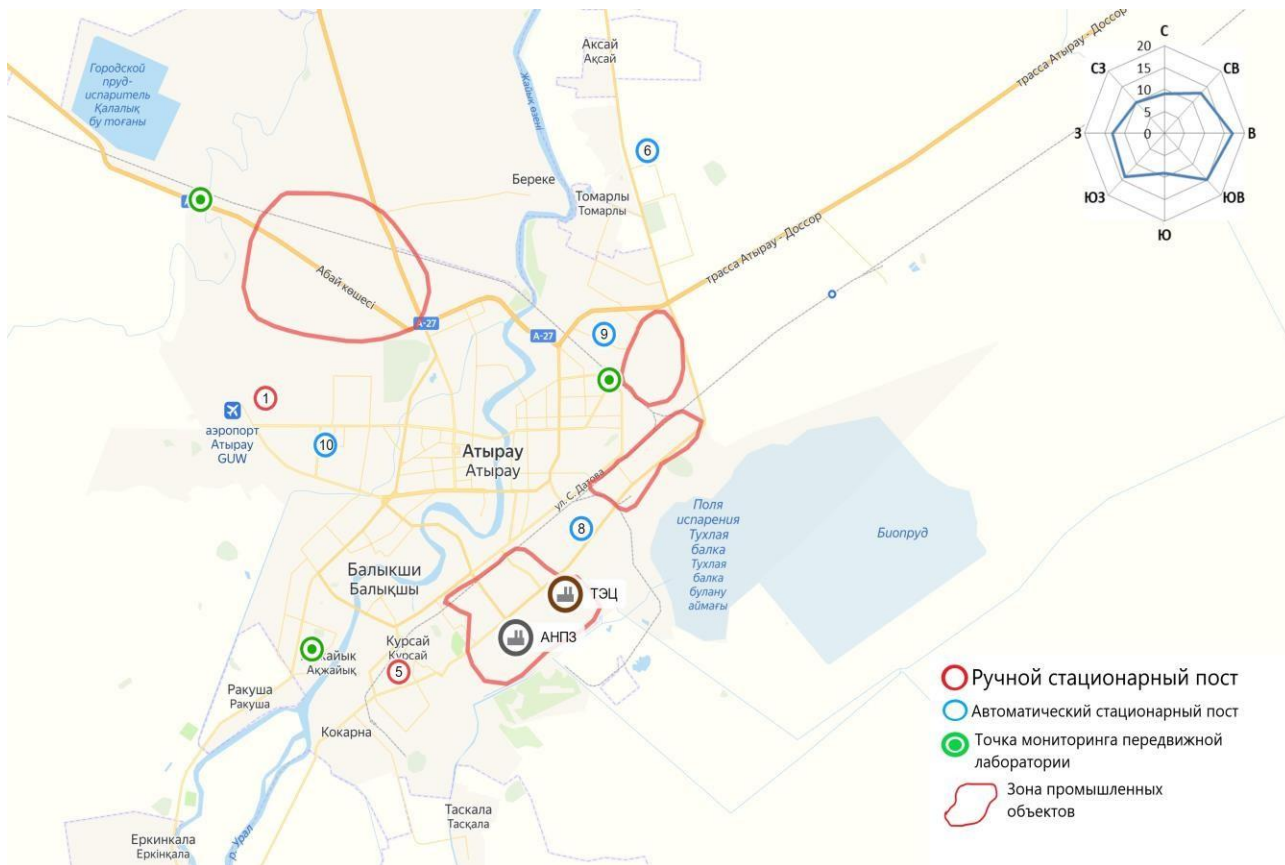 Городской
пруд-
испаритель
Қалалық
бу тоғаны
Аксай
Ақсай
Жайық өзені
трасса Атырау - Доссор
С
СЗ
СВ
З
В
ЮЗ
ЮВ
Ю
20
15
10
5
0
6
Береке
Томарлы
Томарлы
трасса Атырау - Доссор
Абай көшесі
А-27
А-27
9
1
аэропорт
Атырау
GUW
10
Атырау
Атырау
ул. С. Датова
8
Поля
испарения
Тухлая
балка
Тухлая
балка
булану
аймағы
Биопруд
Балыкши
Балықшы
ТЭЦ
АНПЗ
Курсай
Құрсай
5
Ақжайық
Ракуша
Ракуша
Кокарна
Таскала
Тасқала
Еркинкала
Еркінқала
р. Урал
Ручной стационарный пост
Автоматический стационарный пост
Точка мониторинга передвижной
лаборатории
Зона промышленных
объектов